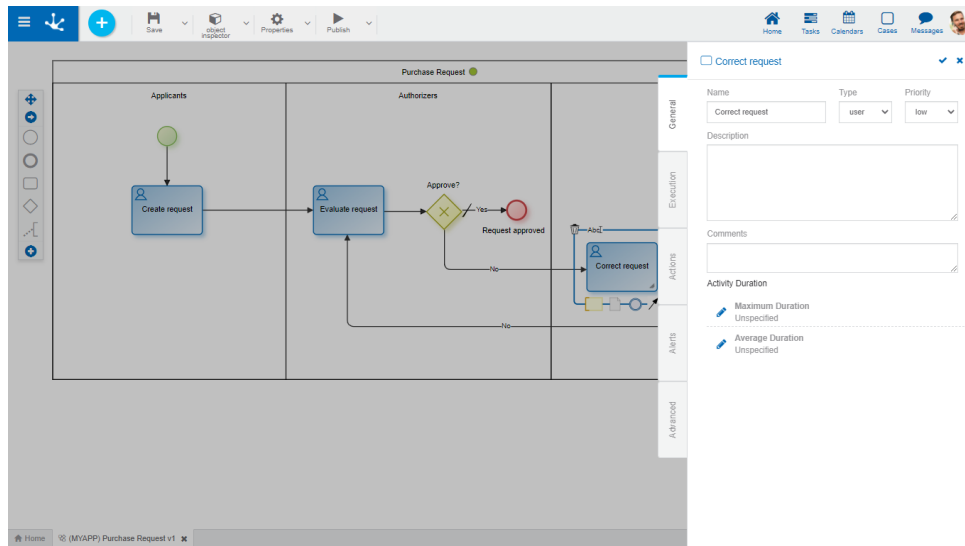 Save
object
inspector
Properties
Publish
Home
Tasks
Calendars
Cases
Messages
Purchase Request
Applicants
Authorizers
Create request
Evaluate request
Approve?
Yes
Request approved
No
Abc
Correct request
No
General
Execution
Actions
Alerts
Advanced
Correct request
Name Type Priority
Correct request user low
Description
Comments
Activity Duration
Maximum Duration
Unspecified
Average Duration
Unspecified
Home (MYAPP) Purchase Request v1